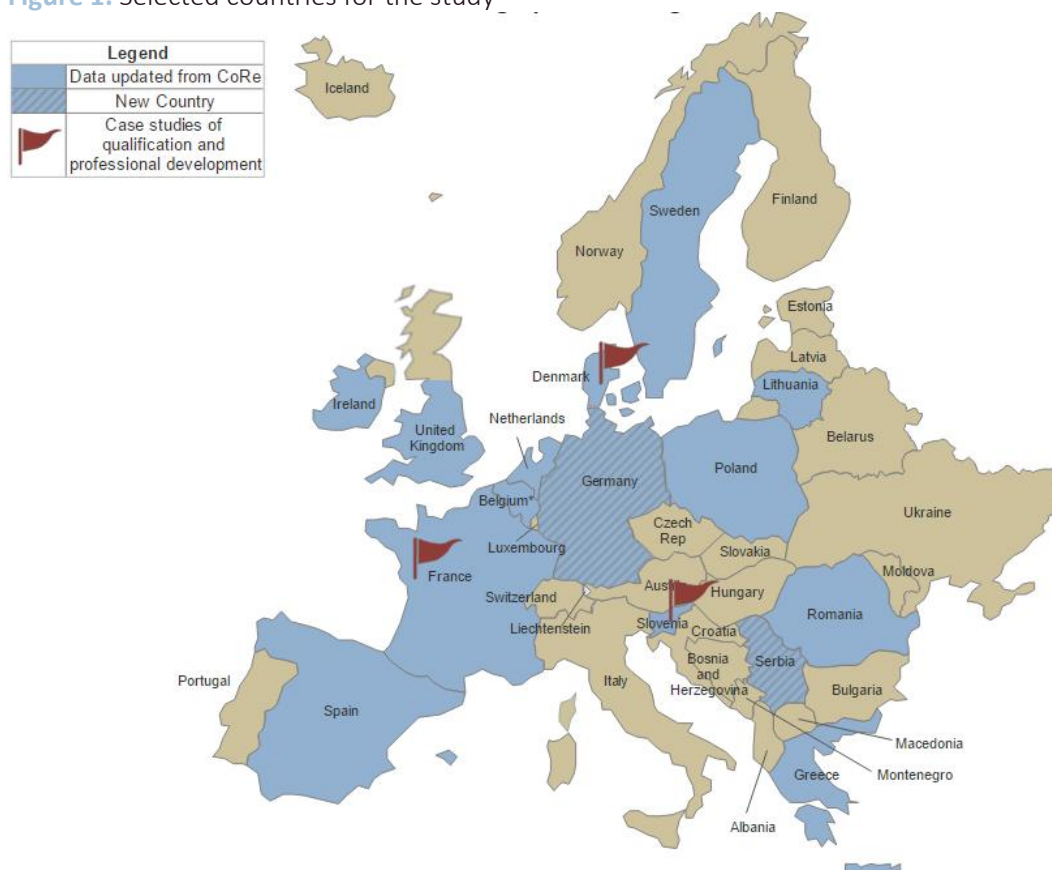 Figure 1. Selected countries for the study
Legend
Data updated from CoRe
New Country
Case studies of
qualification and
professional development
Iceland
Finland
Sweden
Norway
Estonia
Latvia
Denmark
Lithuania
Ireland
Netherlands
United
Kingdom
Belarus
Poland
Germany
Belgium*
Ukraine
Czech
Rep
Luxembourg
Slovakia
Moldova
France
Hungary
Switzerland
Romania
Slovenia
Liechtenstein
Croatia
Bosnia
and
Herzegovina
Serbia
Portugal
Italy
Bulgaria
Spain
Macedonia
Greece
Montenegro
Albania